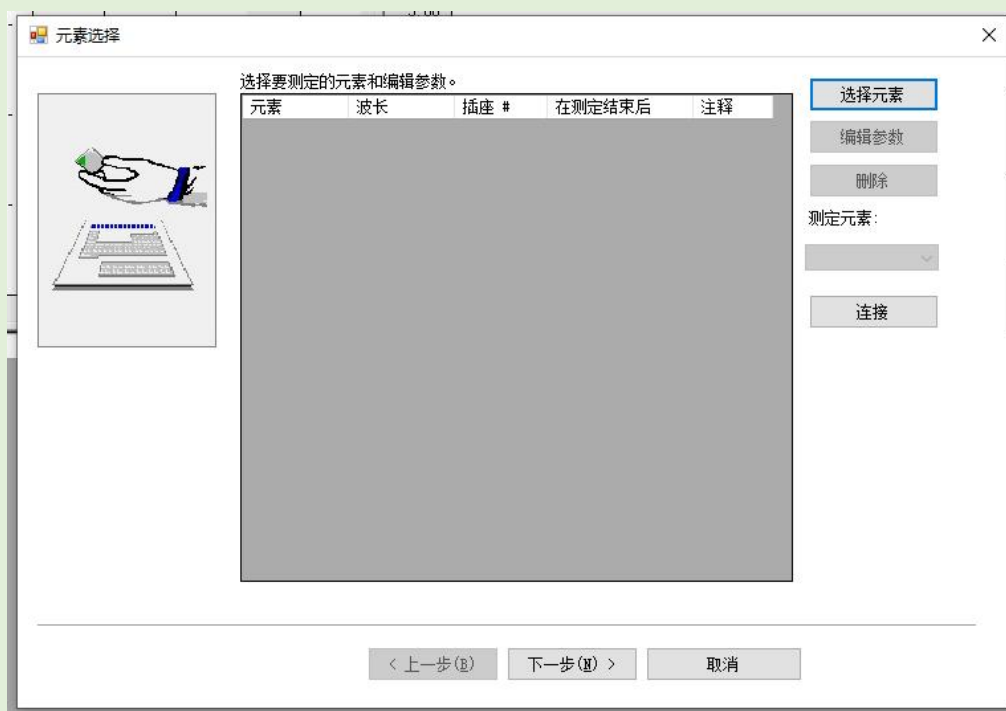 元素选择
选择要测定的元素和编辑参数。
元素 波长 插座 # 在测定结束后 注释
选择元素
编辑参数
删除
测定元素:
连接
< 上一步(B) 下一步(N) > 取消